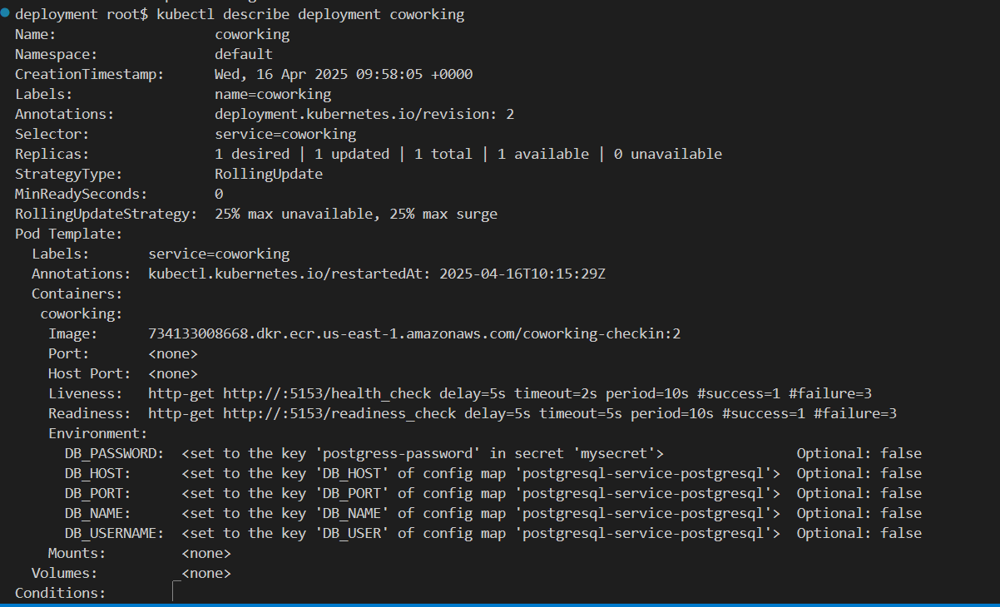 deployment root$ kubectl describe deployment coworking
Name:                   coworking
Namespace:              default
CreationTimestamp:      Wed, 16 Apr 2025 09:58:05 +0000
Labels:                 name=coworking
Annotations:            deployment.kubernetes.io/revision: 2
Selector:               service=coworking
Replicas:               1 desired | 1 updated | 1 total | 1 available | 0 unavailable
StrategyType:           RollingUpdate
MinReadySeconds:        0
RollingUpdateStrategy:  25% max unavailable, 25% max surge
Pod Template:
  Labels:       service=coworking
  Annotations:  kubectl.kubernetes.io/restartedAt: 2025-04-16T10:15:29Z
  Containers:
   coworking:
    Image:      734133008668.dkr.ecr.us-east-1.amazonaws.com/coworking-checkin:2
    Port:       <none>
    Host Port:  <none>
    Liveness:   http-get http://:5153/health_check delay=5s timeout=2s period=10s #success=1 #failure=3
    Readiness:  http-get http://:5153/readiness_check delay=5s timeout=5s period=10s #success=1 #failure=3
    Environment:
      DB_PASSWORD:  <set to the key 'postgress-password' in secret 'mysecret'>                Optional: false
      DB_HOST:      <set to the key 'DB_HOST' of config map 'postgresql-service-postgresql'>  Optional: false
      DB_PORT:      <set to the key 'DB_PORT' of config map 'postgresql-service-postgresql'>  Optional: false
      DB_NAME:      <set to the key 'DB_NAME' of config map 'postgresql-service-postgresql'>  Optional: false
      DB_USERNAME:  <set to the key 'DB_USER' of config map 'postgresql-service-postgresql'>  Optional: false
    Mounts:         <none>
  Volumes:          <none>
Conditions: